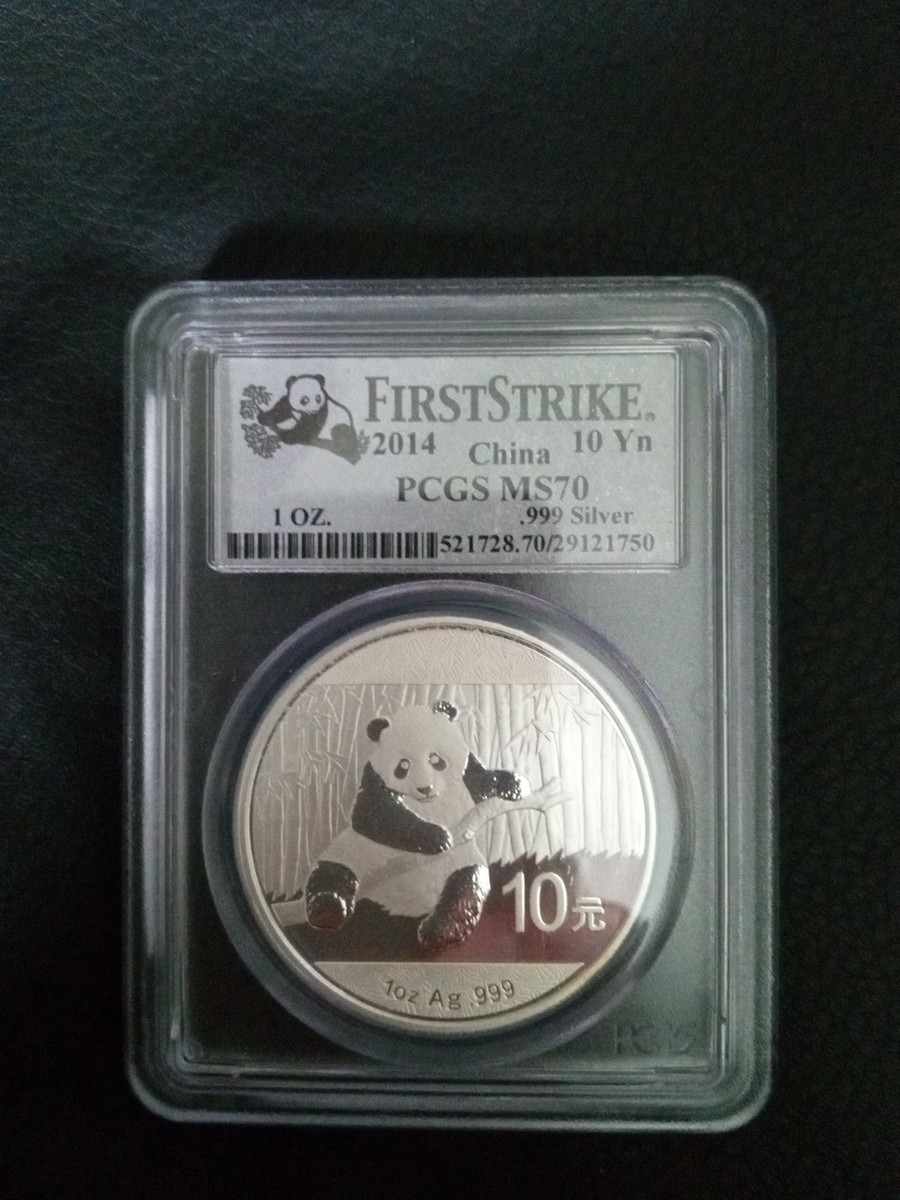 FIRSTSTRIKE®
2014 China 10 Yn
PCGS MS70
1 OZ. .999 Silver
521728.70/29121750
10元
1oz Ag .999
PCGS